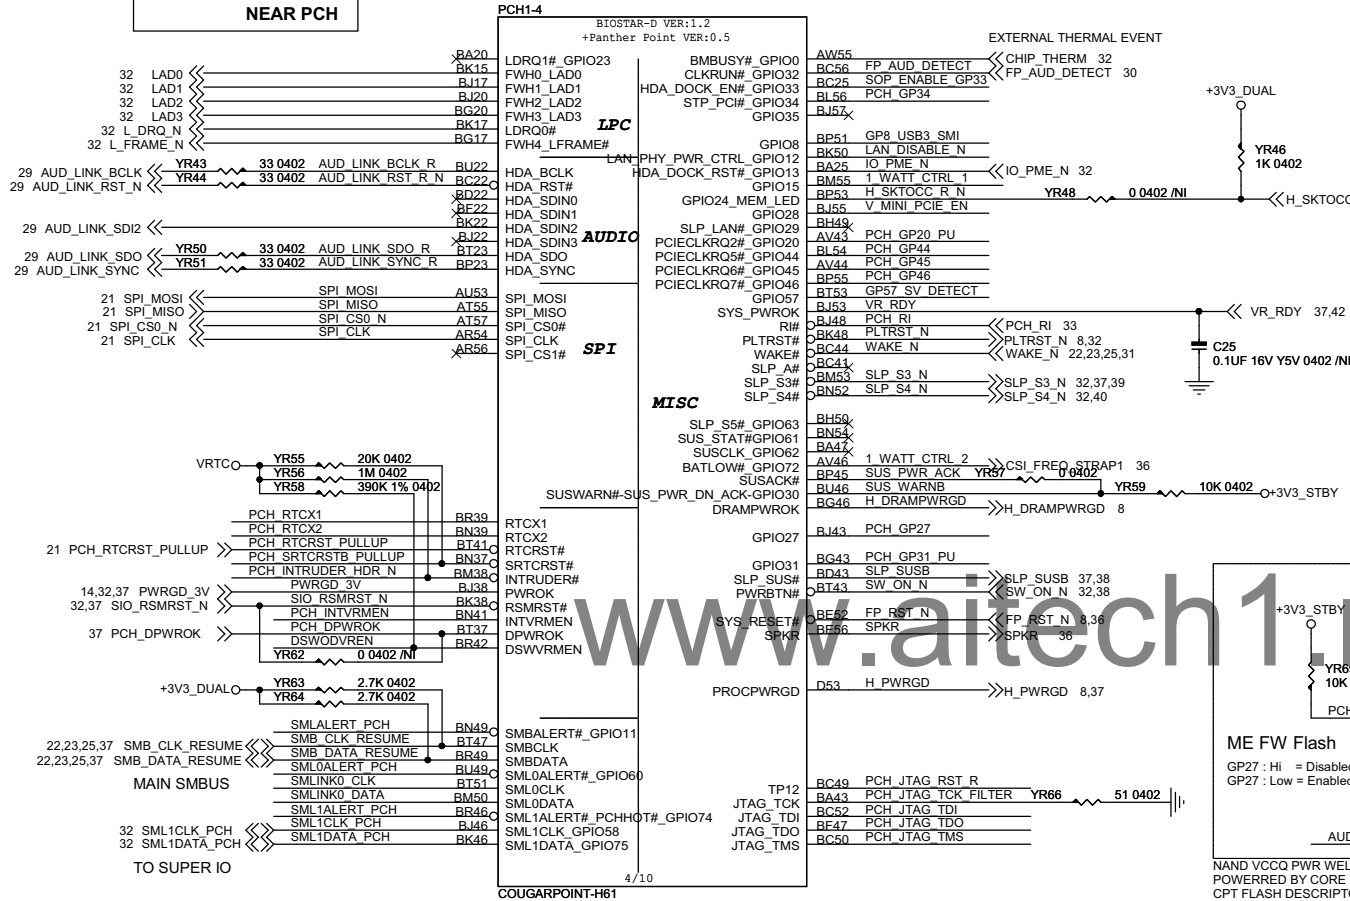 NEAR PCH
PCH1-4
BIOSTAR-D VER:1.2
+Panther Point VER:0.5
EXTERNAL THERMAL EVENT
BA20 LDRQ1#_GPIO23
32 LAD0 BK15 FWH0_LAD0
32 LAD1 BJ17 FWH1_LAD1
32 LAD2 BJ20 FWH2_LAD2
32 LAD3 BG20 FWH3_LAD3
32 L_DRQ_N BK17 LDRQ0#
32 L_FRAME_N BG17 FWH4_LFRAME#
LPC
29 AUD_LINK_BCLK YR43 33 0402 AUD_LINK_BCLK_R BU22 HDA_BCLK
29 AUD_LINK_RST_N YR44 33 0402 AUD_LINK_RST_R_N BC22 HDA_RST#
BD22 HDA_SDIN0
BF22 HDA_SDIN1
29 AUD_LINK_SDI2 BK22 HDA_SDIN2
BJ22 HDA_SDIN3
AUDIO
29 AUD_LINK_SDO YR50 33 0402 AUD_LINK_SDO_R BT23 HDA_SDO
29 AUD_LINK_SYNC YR51 33 0402 AUD_LINK_SYNC_R BP23 HDA_SYNC
21 SPI_MOSI SPI_MOSI AU53 SPI_MOSI
21 SPI_MISO SPI_MISO AT55 SPI_MISO
21 SPI_CS0_N SPI_CS0_N AT57 SPI_CS0#
21 SPI_CLK SPI_CLK AR54 SPI_CLK
AR56 SPI_CS1#
SPI
MISC
VRTC YR55 20K 0402
YR56 1M 0402
YR58 390K 1% 0402
PCH_RTCX1 BR39 RTCX1
PCH_RTCX2 BN39 RTCX2
21 PCH_RTCRST_PULLUP PCH_RTCRST_PULLUP BT41 RTCRST#
PCH_SRTCRSTB_PULLUP BN37 SRTCRST#
PCH_INTRUDER_HDR_N BM38 INTRUDER#
14,32,37 PWRGD_3V PWRGD_3V BJ38 PWROK
32,37 SIO_RSMRST_N SIO_RSMRST_N BK38 RSMRST#
PCH_INTVRMEN BN41 INTVRMEN
37 PCH_DPWROK PCH_DPWROK BT37 DPWROK
DSWODVREN BR42 DSWVRMEN
YR62 0 0402 /NI
+3V3_DUAL YR63 2.7K 0402
YR64 2.7K 0402
SMLALERT_PCH BN49 SMBALERT#_GPIO11
22,23,25,37 SMB_CLK_RESUME SMB_CLK_RESUME BT47 SMBCLK
22,23,25,37 SMB_DATA_RESUME SMB_DATA_RESUME BR49 SMBDATA
SML0ALERT_PCH BU49 SML0ALERT#_GPIO60
MAIN SMBUS
SMLINK0_CLK BT51 SML0CLK
SMLINK0_DATA BM50 SML0DATA
SML1ALERT_PCH BR46 SML1ALERT#_PCHHOT#_GPIO74
32 SML1CLK_PCH SML1CLK_PCH BJ46 SML1CLK_GPIO58
32 SML1DATA_PCH SML1DATA_PCH BK46 SML1DATA_GPIO75
TO SUPER IO
4/10
COUGARPOINT-H61
BMBUSY#_GPIO0 AW55 CHIP_THERM 32
CLKRUN#_GPIO32 BC56 FP_AUD_DETECT FP_AUD_DETECT 30
HDA_DOCK_EN#_GPIO33 BC25 SOP_ENABLE_GP33
STP_PCI#_GPIO34 BL56 PCH_GP34
GPIO35 BJ57
GPIO8 BP51 GP8_USB3_SMI
LAN_PHY_PWR_CTRL_GPIO12 BK50 LAN_DISABLE_N
HDA_DOCK_RST#_GPIO13 BA25 IO_PME_N IO_PME_N 32
GPIO15 BM55 1_WATT_CTRL_1
GPIO24_MEM_LED BP53 H_SKTOCC_R_N YR48 0 0402 /NI
GPIO28 BJ55 V_MINI_PCIE_EN
SLP_LAN#_GPIO29 BH49
PCIECLKRQ2#_GPIO20 AV43 PCH_GP20_PU
PCIECLKRQ5#_GPIO44 BL54 PCH_GP44
PCIECLKRQ6#_GPIO45 AV44 PCH_GP45
PCIECLKRQ7#_GPIO46 BP55 PCH_GP46
GPIO57 BT53 GP57_SV_DETECT
SYS_PWROK BJ53 VR_RDY VR_RDY 37,42
RI# BJ48 PCH_RI PCH_RI 33
PLTRST# BK48 PLTRST_N PLTRST_N 8,32
WAKE# BC44 WAKE_N WAKE_N 22,23,25,31
SLP_A# BC41
SLP_S3# BM53 SLP_S3_N SLP_S3_N 32,37,39
SLP_S4# BN52 SLP_S4_N SLP_S4_N 32,40
SLP_S5#_GPIO63 BH50
SUS_STAT#GPIO61 BN54
SUSCLK_GPIO62 BA47
BATLOW#_GPIO72 AV46 1_WATT_CTRL_2 CSI_FREQ_STRAP1 36
SUSACK# BP45 SUS_PWR_ACK YR57 0 0402
SUSWARN#-SUS_PWR_DN_ACK-GPIO30 BU46 SUS_WARNB YR59 10K 0402 +3V3_STBY
DRAMPWROK BG46 H_DRAMPWRGD H_DRAMPWRGD 8
GPIO27 BJ43 PCH_GP27
GPIO31 BG43 PCH_GP31_PU
SLP_SUS# BD43 SLP_SUSB SLP_SUSB 37,38
PWRBTN# BT43 SW_ON_N SW_ON_N 32,38
SYS_RESET# BE52 FP_RST_N FP_RST_N 8,36
SPKR BE56 SPKR SPKR 36
PROCPWRGD D53 H_PWRGD H_PWRGD 8,37
TP12 BC49 PCH_JTAG_RST_R
JTAG_TCK BA43 PCH_JTAG_TCK_FILTER YR66 51 0402
JTAG_TDI BC52 PCH_JTAG_TDI
JTAG_TDO BF47 PCH_JTAG_TDO
JTAG_TMS BC50 PCH_JTAG_TMS
+3V3_DUAL
YR46
1K 0402
H_SKTOCC
C25
0.1UF 16V Y5V 0402 /NI
www.aitech1.
+3V3_STBY
10K
PCH
ME FW Flash
GP27 : Hi = Disabled
GP27 : Low = Enabled
AUD
NAND VCCQ PWR WEL
POWERRED BY CORE
CPT FLASH DESCRIPTO